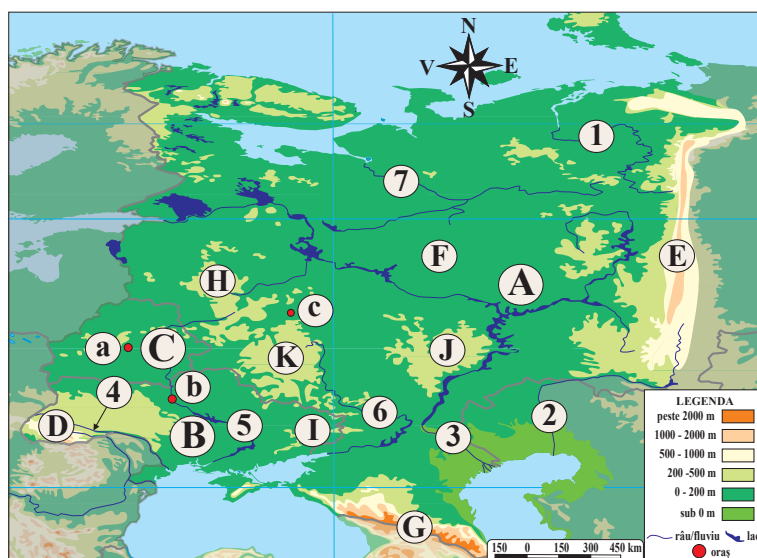 N
V E
S
1
7
F
E
H
A
c
a
C
K
J
b
4
D
B
5
I
6
3
2
G
LEGENDA
peste 2000 m
1000 - 2000 m
500 - 1000 m
200 -500 m
0 - 200 m
sub 0 m
râu/fluviu lac
oraș
150 0 150 300 450 km